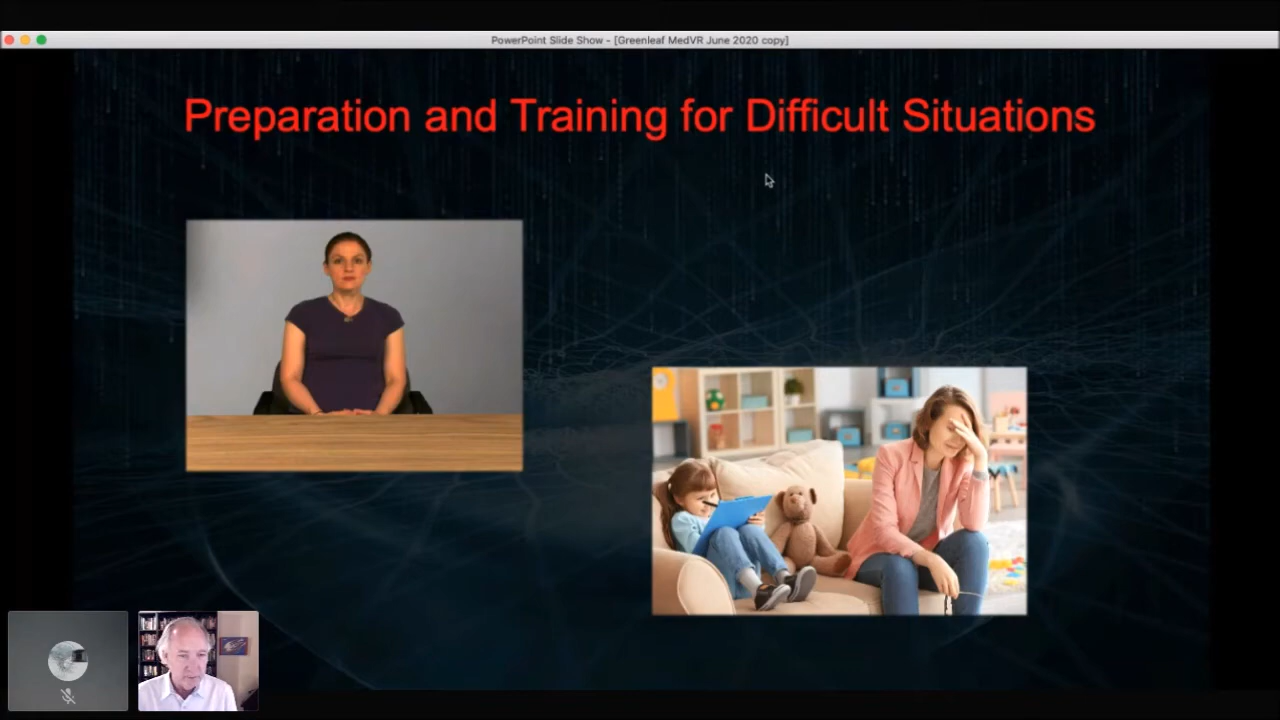 PowerPoint Slide Show - [Greenleaf MedVR June 2020 copy]
Preparation and Training for Difficult Situations